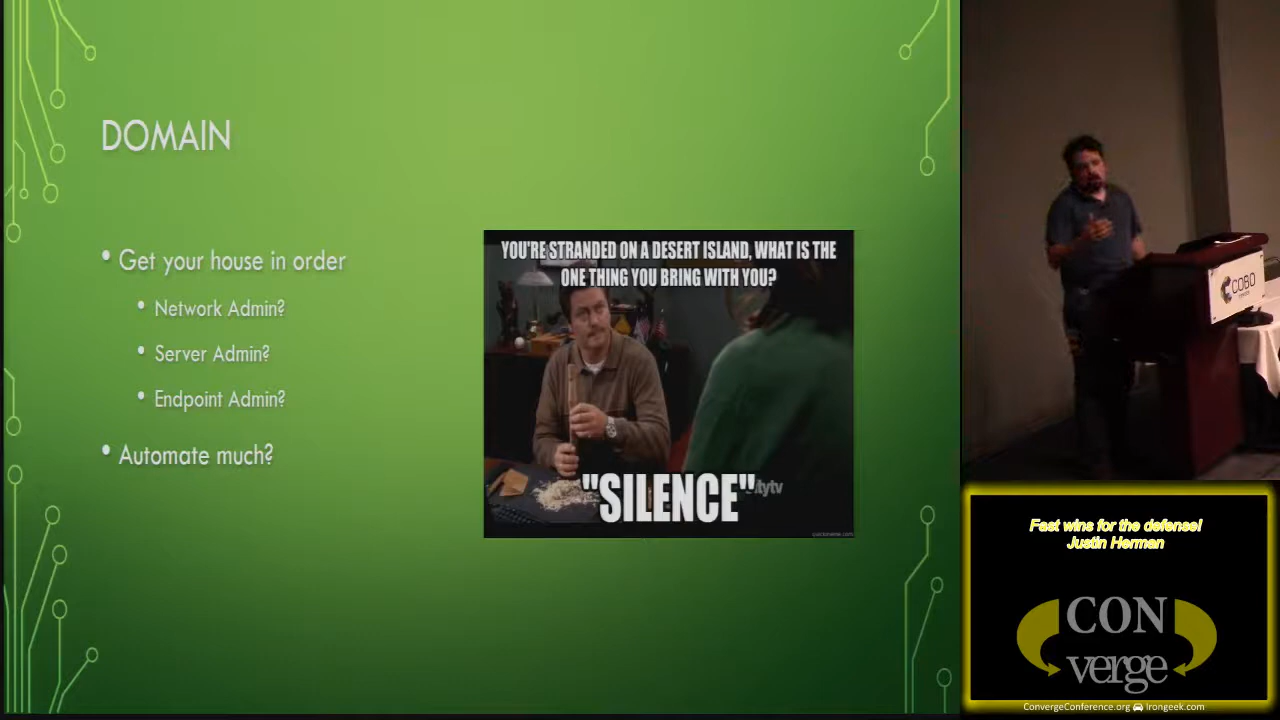 DOMAIN
• Get your house in order
• Network Admin?
• Server Admin?
• Endpoint Admin?
• Automate much?
YOU'RE STRANDED ON A DESERT ISLAND, WHAT IS THE
ONE THING YOU BRING WITH YOU?
"SILENCE"
COBO
Fast wins for the defense!
Justin Herman
CON
verge
ConvergeConference.org Irongeek.com